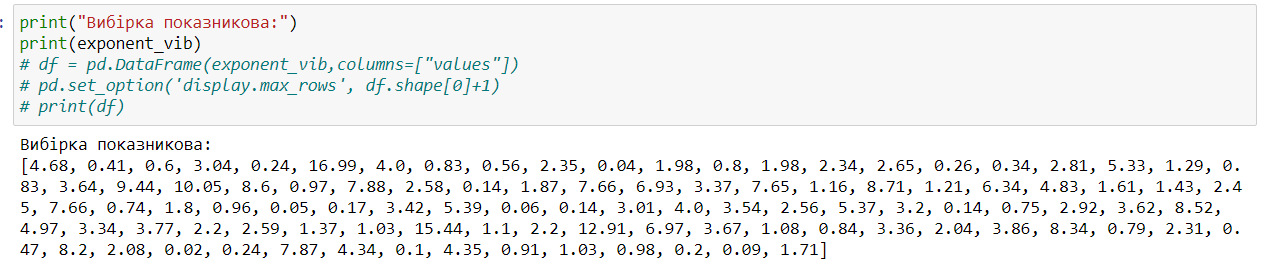 :
print("Вибірка показникова:")
print(exponent_vib)
# df = pd.DataFrame(exponent_vib,columns=["values"])
# pd.set_option('display.max_rows', df.shape[0]+1)
# print(df)
Вибірка показникова:
[4.68, 0.41, 0.6, 3.04, 0.24, 16.99, 4.0, 0.83, 0.56, 2.35, 0.04, 1.98, 0.8, 1.98, 2.34, 2.65, 0.26, 0.34, 2.81, 5.33, 1.29, 0.
83, 3.64, 9.44, 10.05, 8.6, 0.97, 7.88, 2.58, 0.14, 1.87, 7.66, 6.93, 3.37, 7.65, 1.16, 8.71, 1.21, 6.34, 4.83, 1.61, 1.43, 2.4
5, 7.66, 0.74, 1.8, 0.96, 0.05, 0.17, 3.42, 5.39, 0.06, 0.14, 3.01, 4.0, 3.54, 2.56, 5.37, 3.2, 0.14, 0.75, 2.92, 3.62, 8.52,
4.97, 3.34, 3.77, 2.2, 2.59, 1.37, 1.03, 15.44, 1.1, 2.2, 12.91, 6.97, 3.67, 1.08, 0.84, 3.36, 2.04, 3.86, 8.34, 0.79, 2.31, 0.
47, 8.2, 2.08, 0.02, 0.24, 7.87, 4.34, 0.1, 4.35, 0.91, 1.03, 0.98, 0.2, 0.09, 1.71]